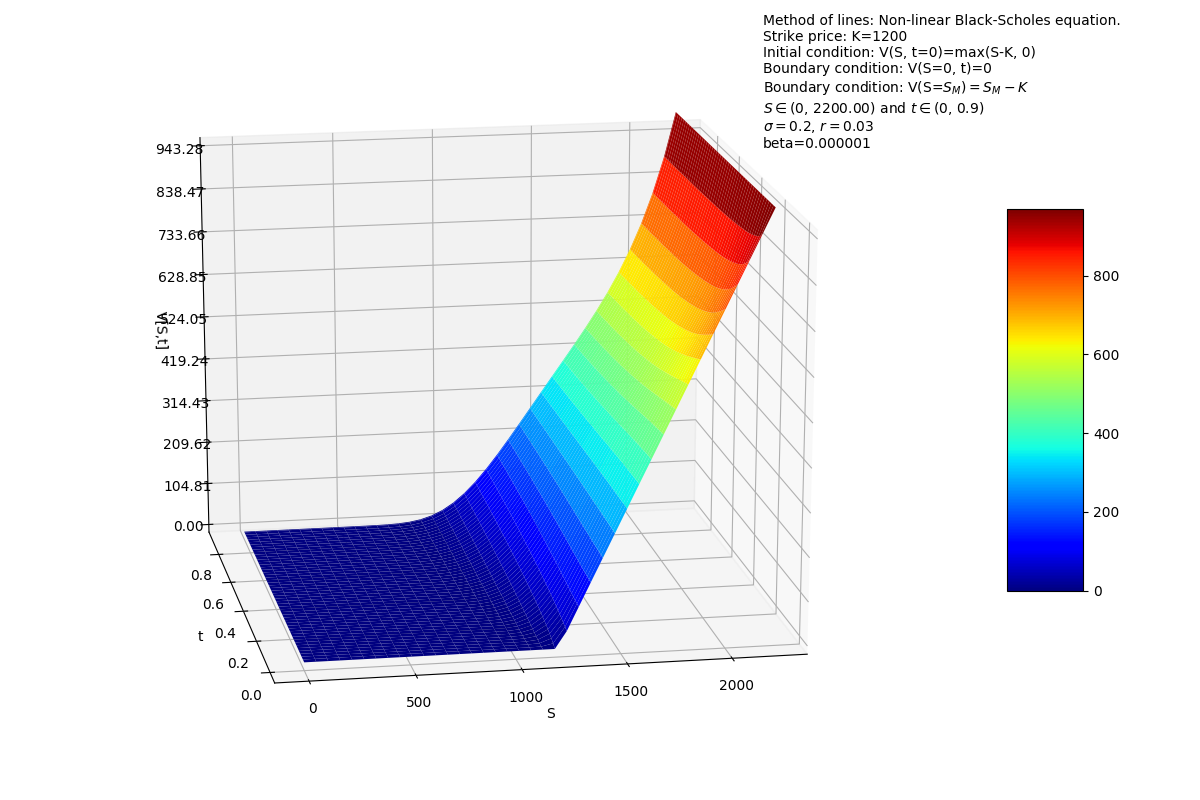 Method of lines: Non-linear Black-Scholes equation.
Strike price: K=1200
Initial condition: V(S, t=0)=max(S-K, 0)
Boundary condition: V(S=0, t)=0
Boundary condition: V(S=$S_M$)$=S_M-K$
$S\in(0, 2200.00)$ and $t\in(0, 0.9)$
$\sigma=0.2, r=0.03$
beta=0.000001
943.28
838.47
733.66
628.85
524.05
419.24
314.43
209.62
104.81
0.00
V[S,t]
0.8
0.6
0.4
0.2
0.0
t
0
500
1000
1500
2000
S
800
600
400
200
0